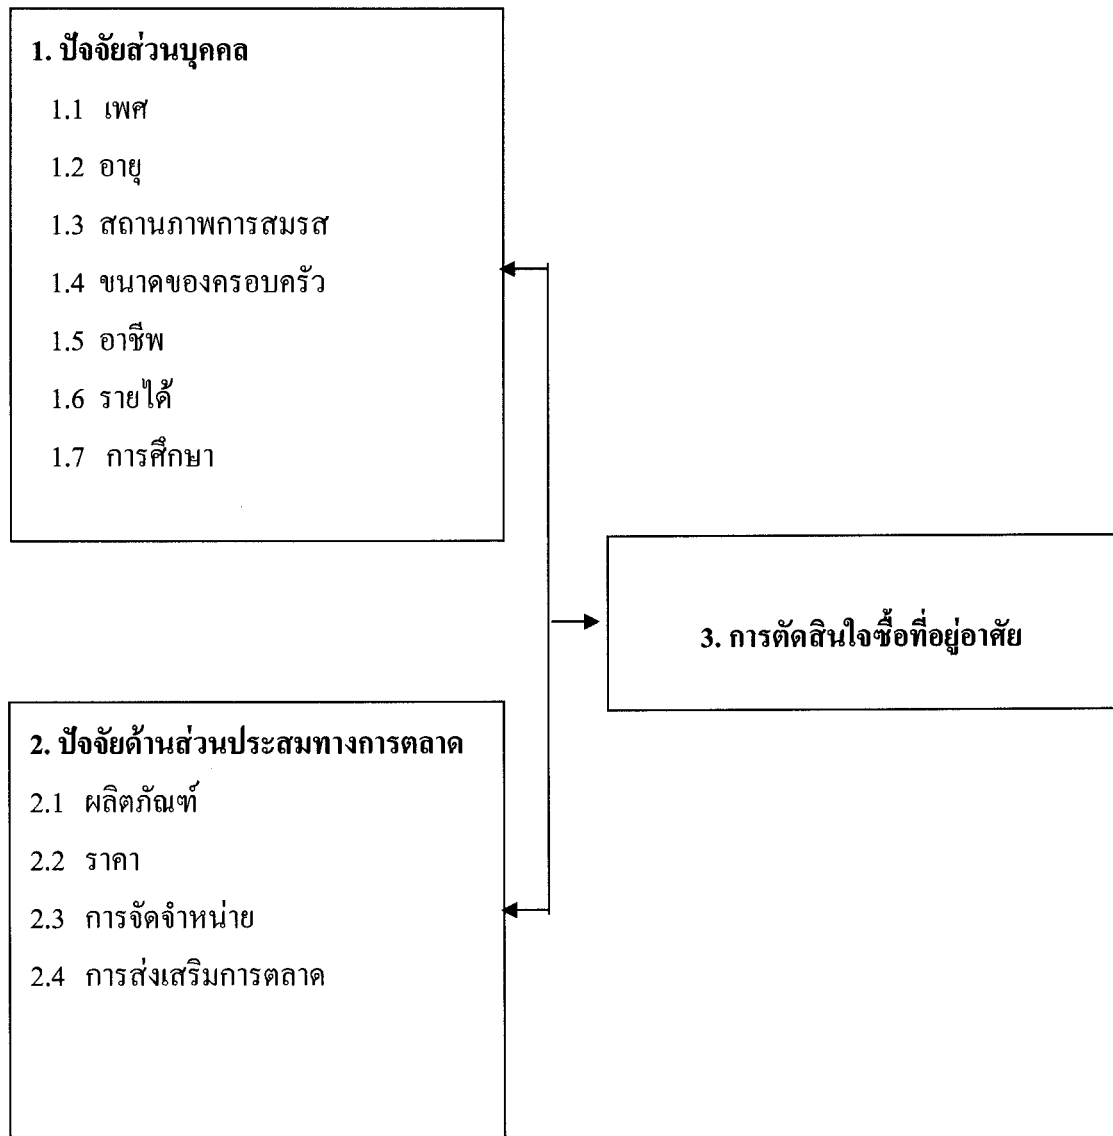 1. ปัจจัยส่วนบุคคล
1.1 เพศ
1.2 อายุ
1.3 สถานภาพการสมรส
1.4 ขนาดของครอบครัว
1.5 อาชีพ
1.6 รายได้
1.7 การศึกษา
3. การตัดสินใจซื้อที่อยู่อาศัย
2. ปัจจัยด้านส่วนประสมทางการตลาด
2.1 ผลิตภัณฑ์
2.2 ราคา
2.3 การจัดจำหน่าย
2.4 การส่งเสริมการตลาด